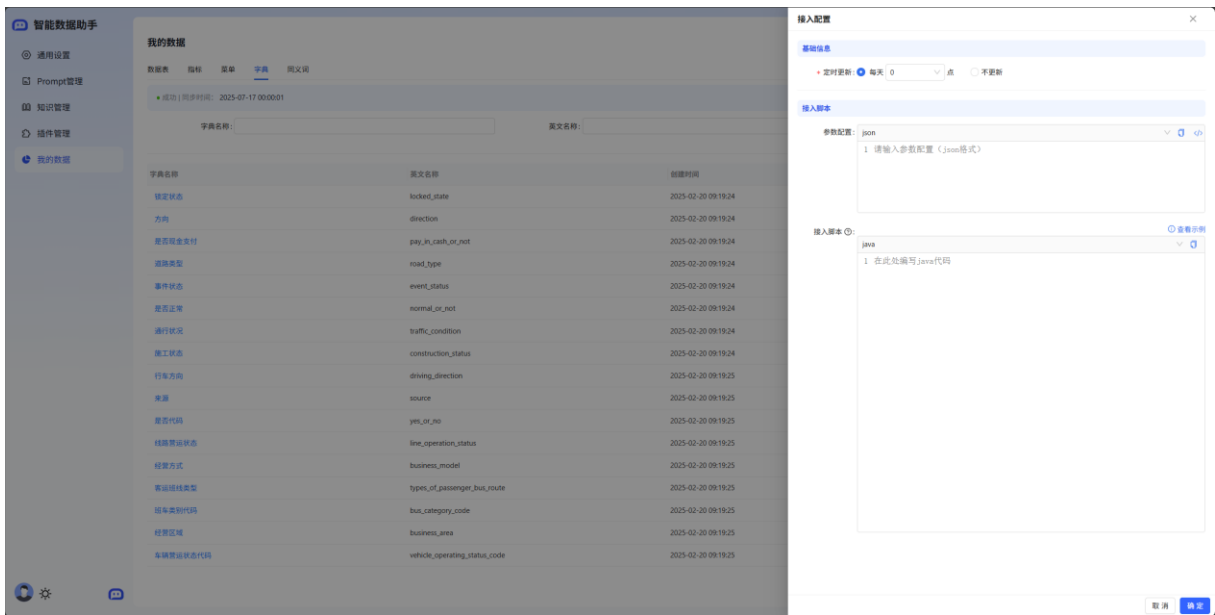 智能数据助手
通用设置
Prompt管理
知识管理
插件管理
我的数据
我的数据
数据表 指标 菜单 字典 同义词
成功 | 同步时间: 2025-07-17 00:00:01
字典名称: 英文名称:
字典名称 英文名称 创建时间
锁定状态 locked_state 2025-02-20 09:19:24
方向 direction 2025-02-20 09:19:24
是否现金支付 pay_in_cash_or_not 2025-02-20 09:19:24
道路类型 road_type 2025-02-20 09:19:24
事件状态 event_status 2025-02-20 09:19:24
是否正常 normal_or_not 2025-02-20 09:19:24
通行状况 traffic_condition 2025-02-20 09:19:24
施工状态 construction_status 2025-02-20 09:19:24
行车方向 driving_direction 2025-02-20 09:19:25
来源 source 2025-02-20 09:19:25
是否代码 yes_or_no 2025-02-20 09:19:25
线路营运状态 line_operation_status 2025-02-20 09:19:25
经营方式 business_model 2025-02-20 09:19:25
客运班线类型 types_of_passenger_bus_route 2025-02-20 09:19:25
班车类别代码 bus_category_code 2025-02-20 09:19:25
经营区域 business_area 2025-02-20 09:19:25
车辆营运状态代码 vehicle_operating_status_code 2025-02-20 09:19:25
接入配置
基础信息
* 定时更新: 每天 0 点 不更新
接入脚本
参数配置: json
1 请输入参数配置（json格式）
接入脚本 : 查看示例
java
1 在此处编写java代码
取消 确定